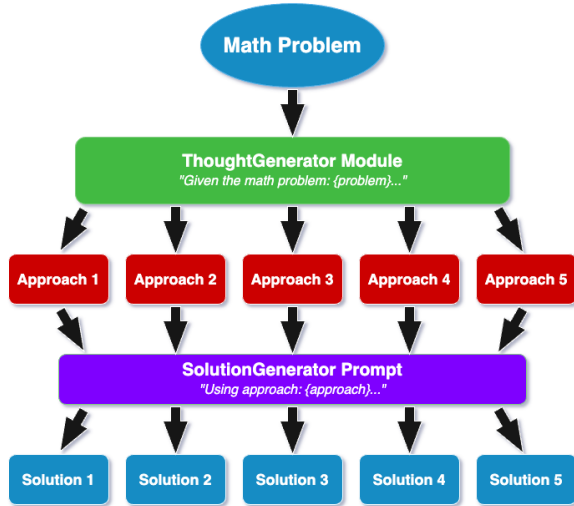 Math Problem
ThoughtGenerator Module
"Given the math problem: {problem}..."
Approach 1
Approach 2
Approach 3
Approach 4
Approach 5
SolutionGenerator Prompt
"Using approach: {approach}..."
Solution 1
Solution 2
Solution 3
Solution 4
Solution 5